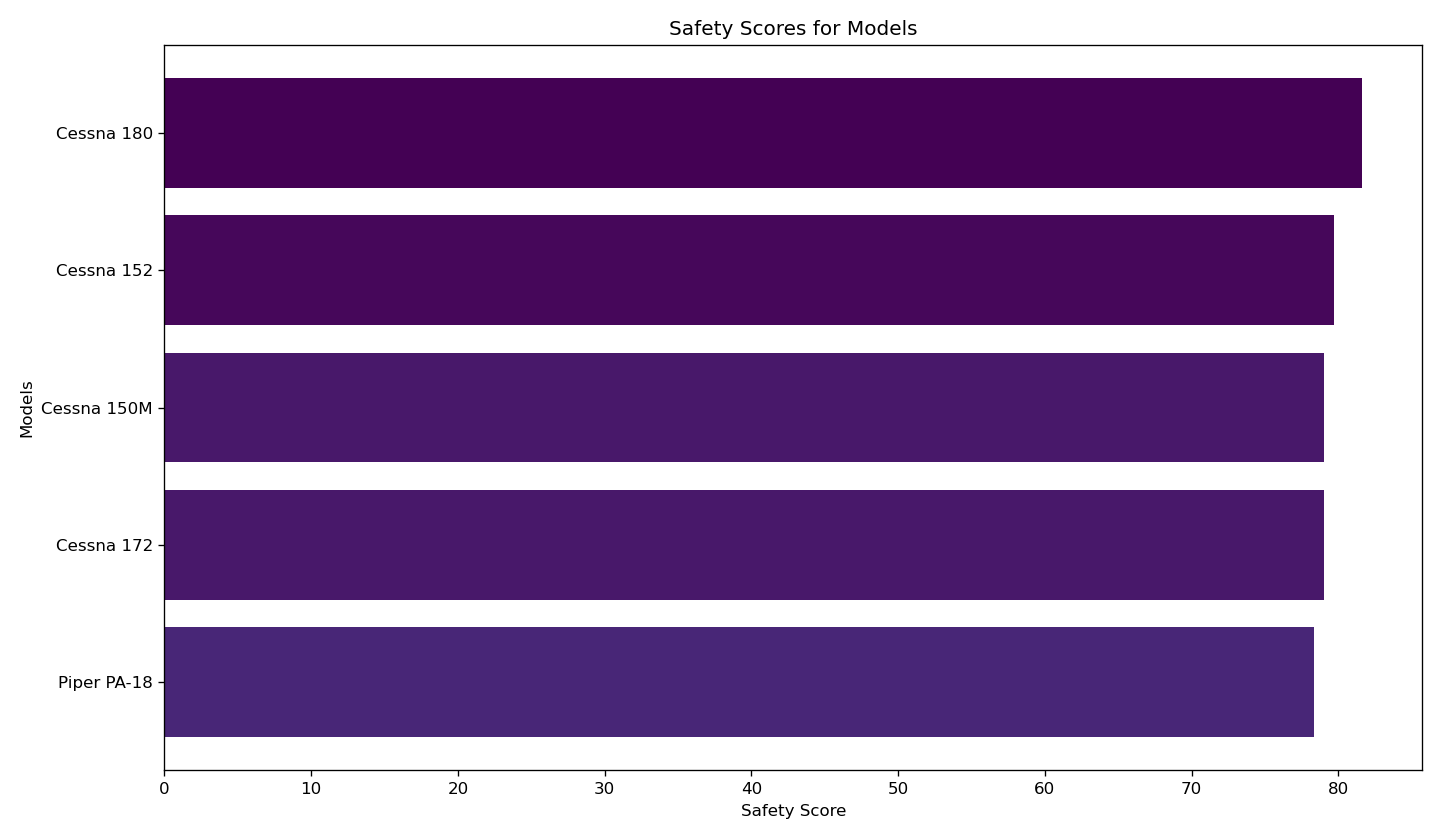 Safety Scores for Models
Models
Cessna 180
Cessna 152
Cessna 150M
Cessna 172
Piper PA-18
0 10 20 30 40 50 60 70 80
Safety Score